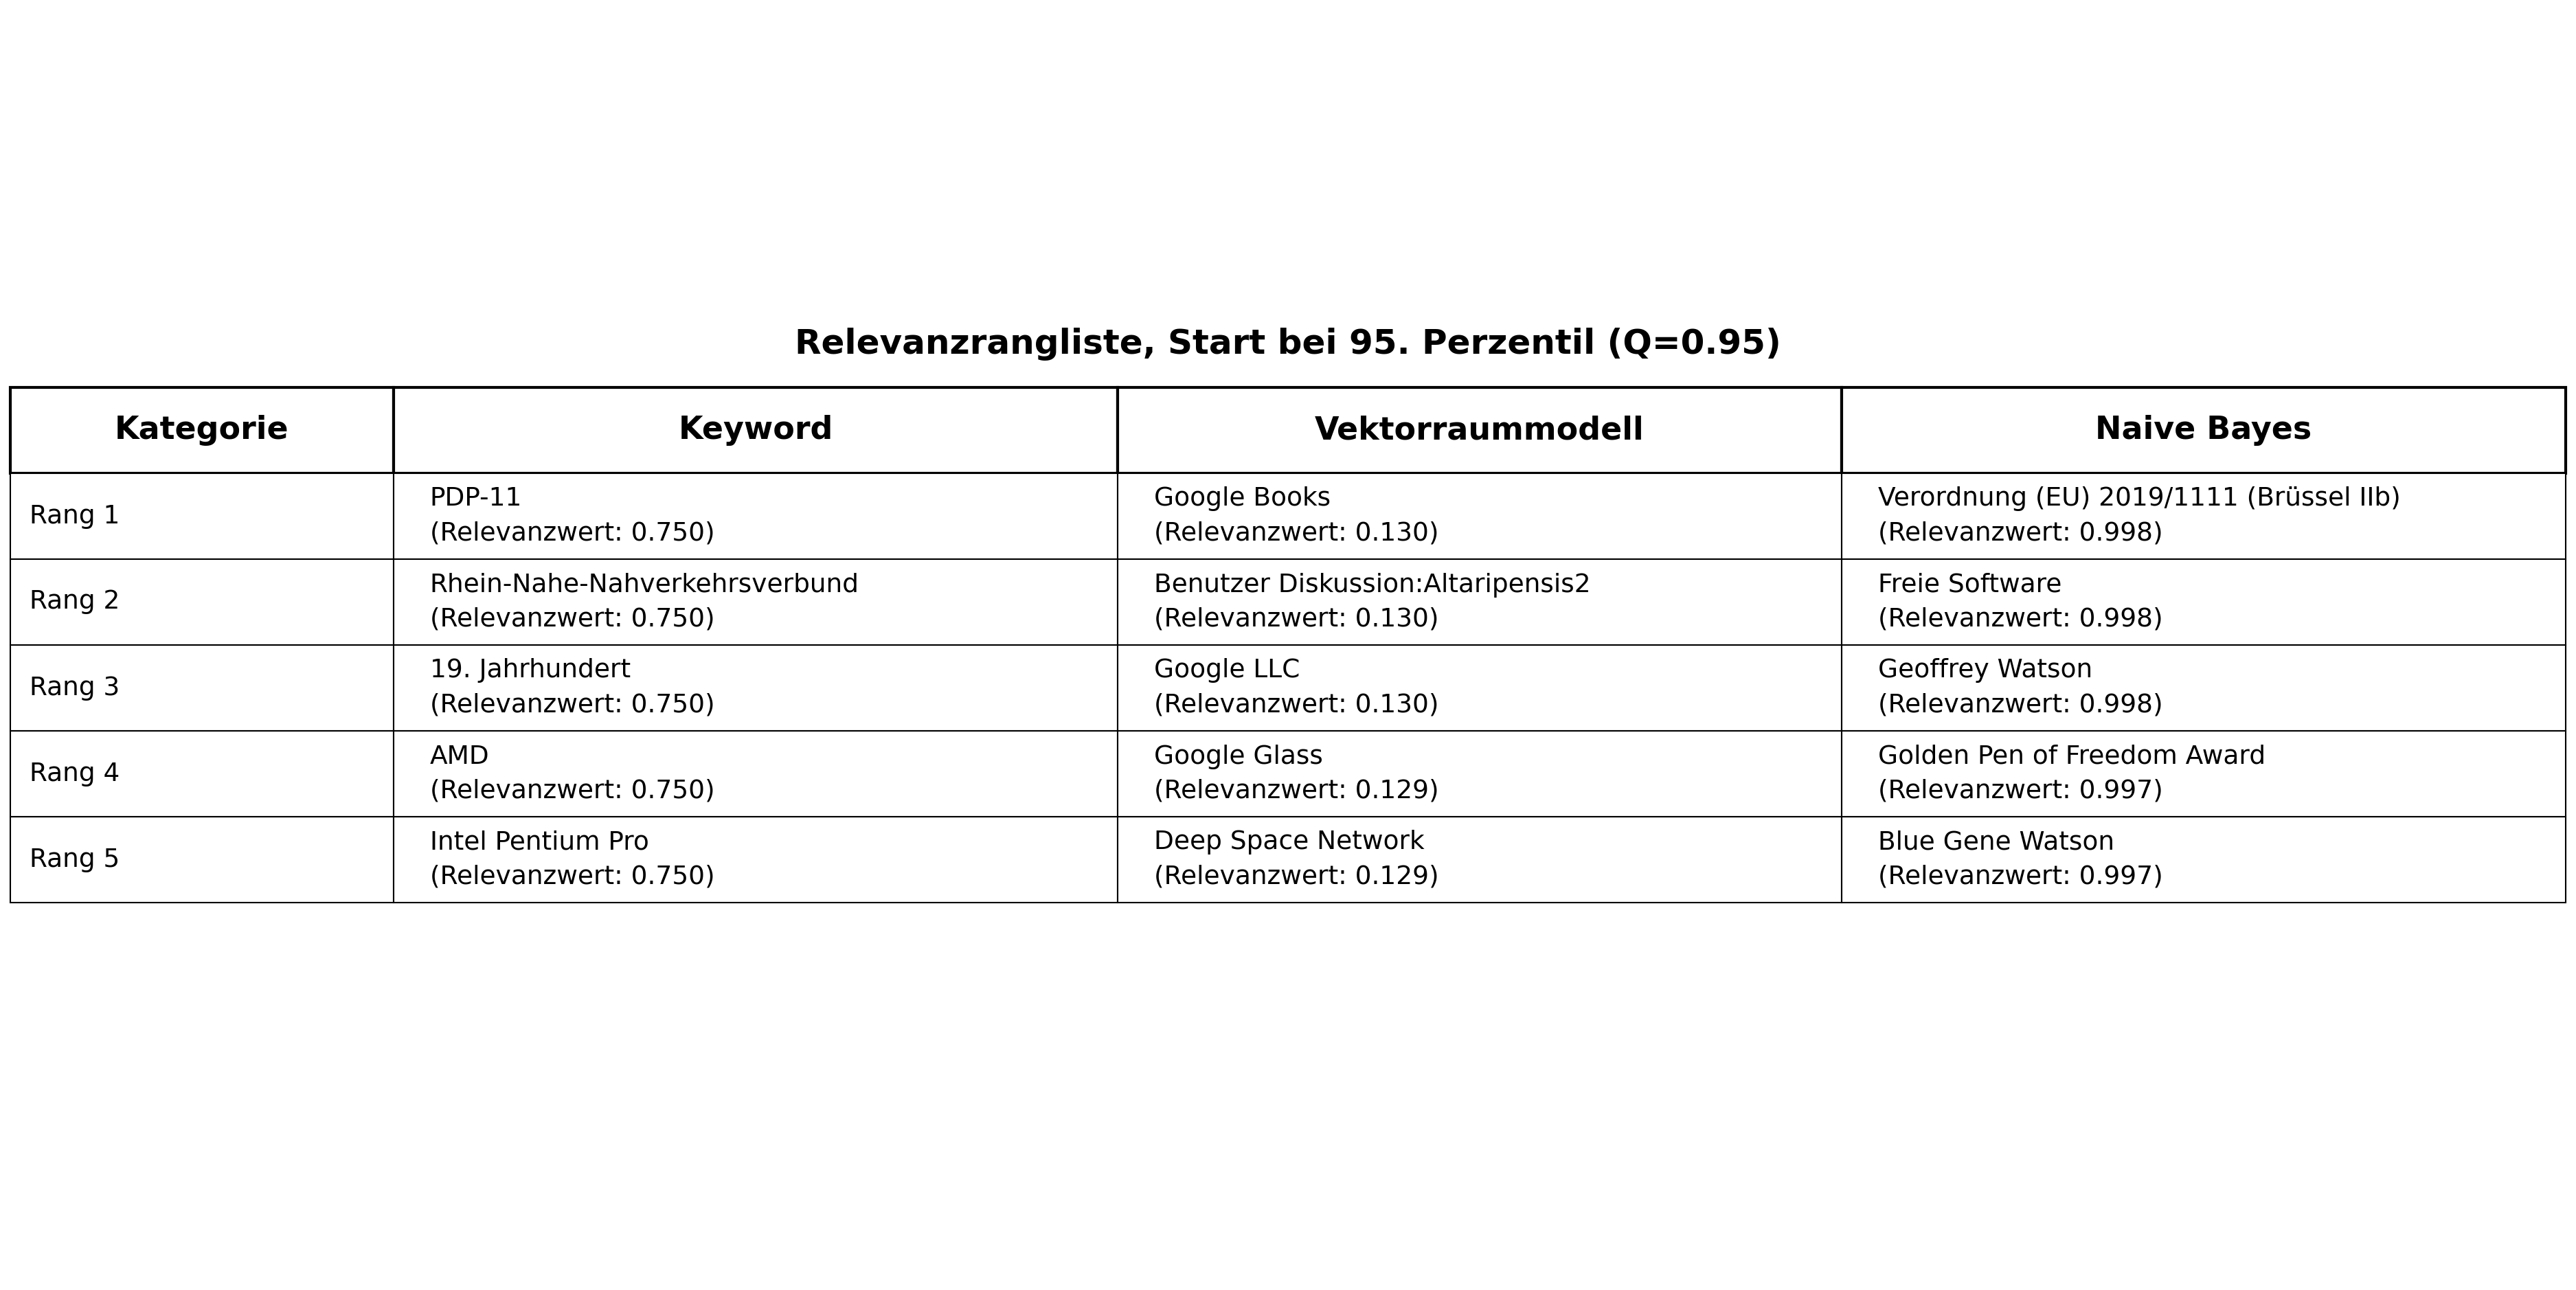 Relevanzrangliste, Start bei 95. Perzentil (Q=0.95)
Kategorie
Keyword
Vektorraummodell
Naive Bayes
Rang 1
PDP-11
(Relevanzwert: 0.750)
Google Books
(Relevanzwert: 0.130)
Verordnung (EU) 2019/1111 (Brüssel IIb)
(Relevanzwert: 0.998)
Rang 2
Rhein-Nahe-Nahverkehrsverbund
(Relevanzwert: 0.750)
Benutzer Diskussion:Altaripensis2
(Relevanzwert: 0.130)
Freie Software
(Relevanzwert: 0.998)
Rang 3
19. Jahrhundert
(Relevanzwert: 0.750)
Google LLC
(Relevanzwert: 0.130)
Geoffrey Watson
(Relevanzwert: 0.998)
Rang 4
AMD
(Relevanzwert: 0.750)
Google Glass
(Relevanzwert: 0.129)
Golden Pen of Freedom Award
(Relevanzwert: 0.997)
Rang 5
Intel Pentium Pro
(Relevanzwert: 0.750)
Deep Space Network
(Relevanzwert: 0.129)
Blue Gene Watson
(Relevanzwert: 0.997)